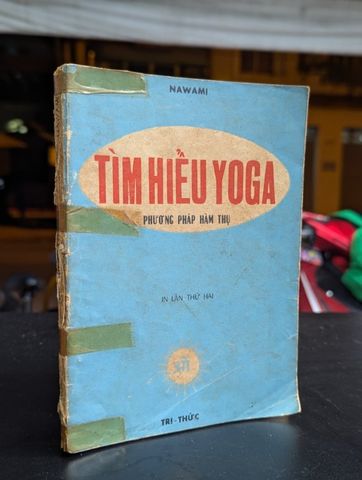 NAWAMI
TÌM HIỂU YOGA
PHƯƠNG PHÁP HÀM THỤ
IN LẦN THỨ HAI
TRI-THỨC